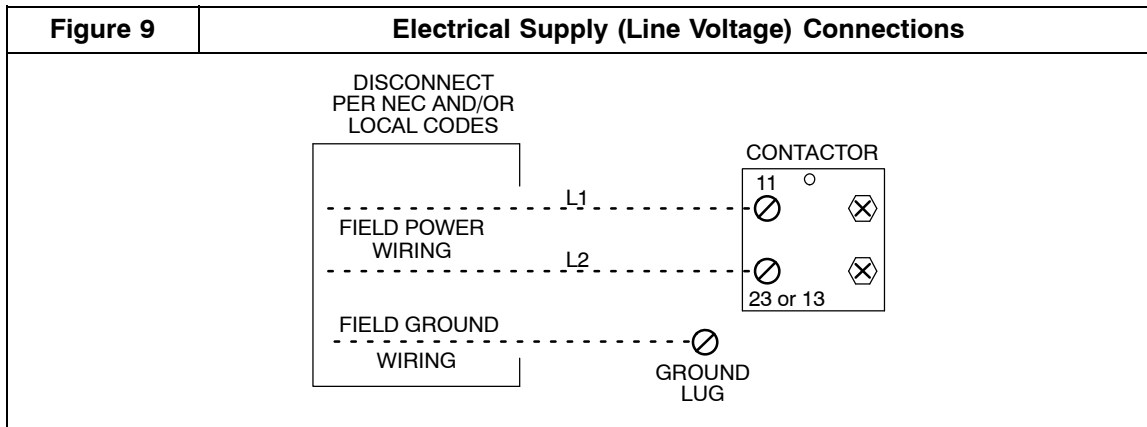 Figure 9
Electrical Supply (Line Voltage) Connections
DISCONNECT
PER NEC AND/OR
LOCAL CODES
CONTACTOR
11
L1
FIELD POWER
WIRING
L2
23 or 13
FIELD GROUND
WIRING
GROUND
LUG